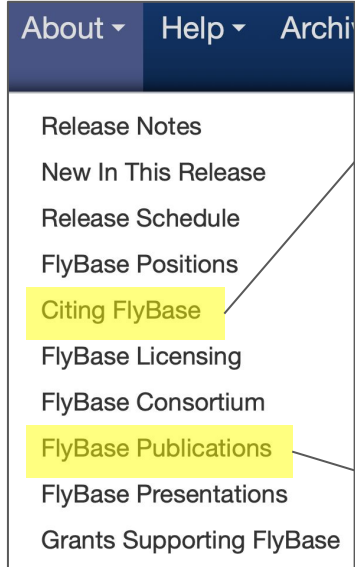 About Help Archi
Release Notes
New In This Release
Release Schedule
FlyBase Positions
Citing FlyBase
FlyBase Licensing
FlyBase Consortium
FlyBase Publications
FlyBase Presentations
Grants Supporting FlyBase